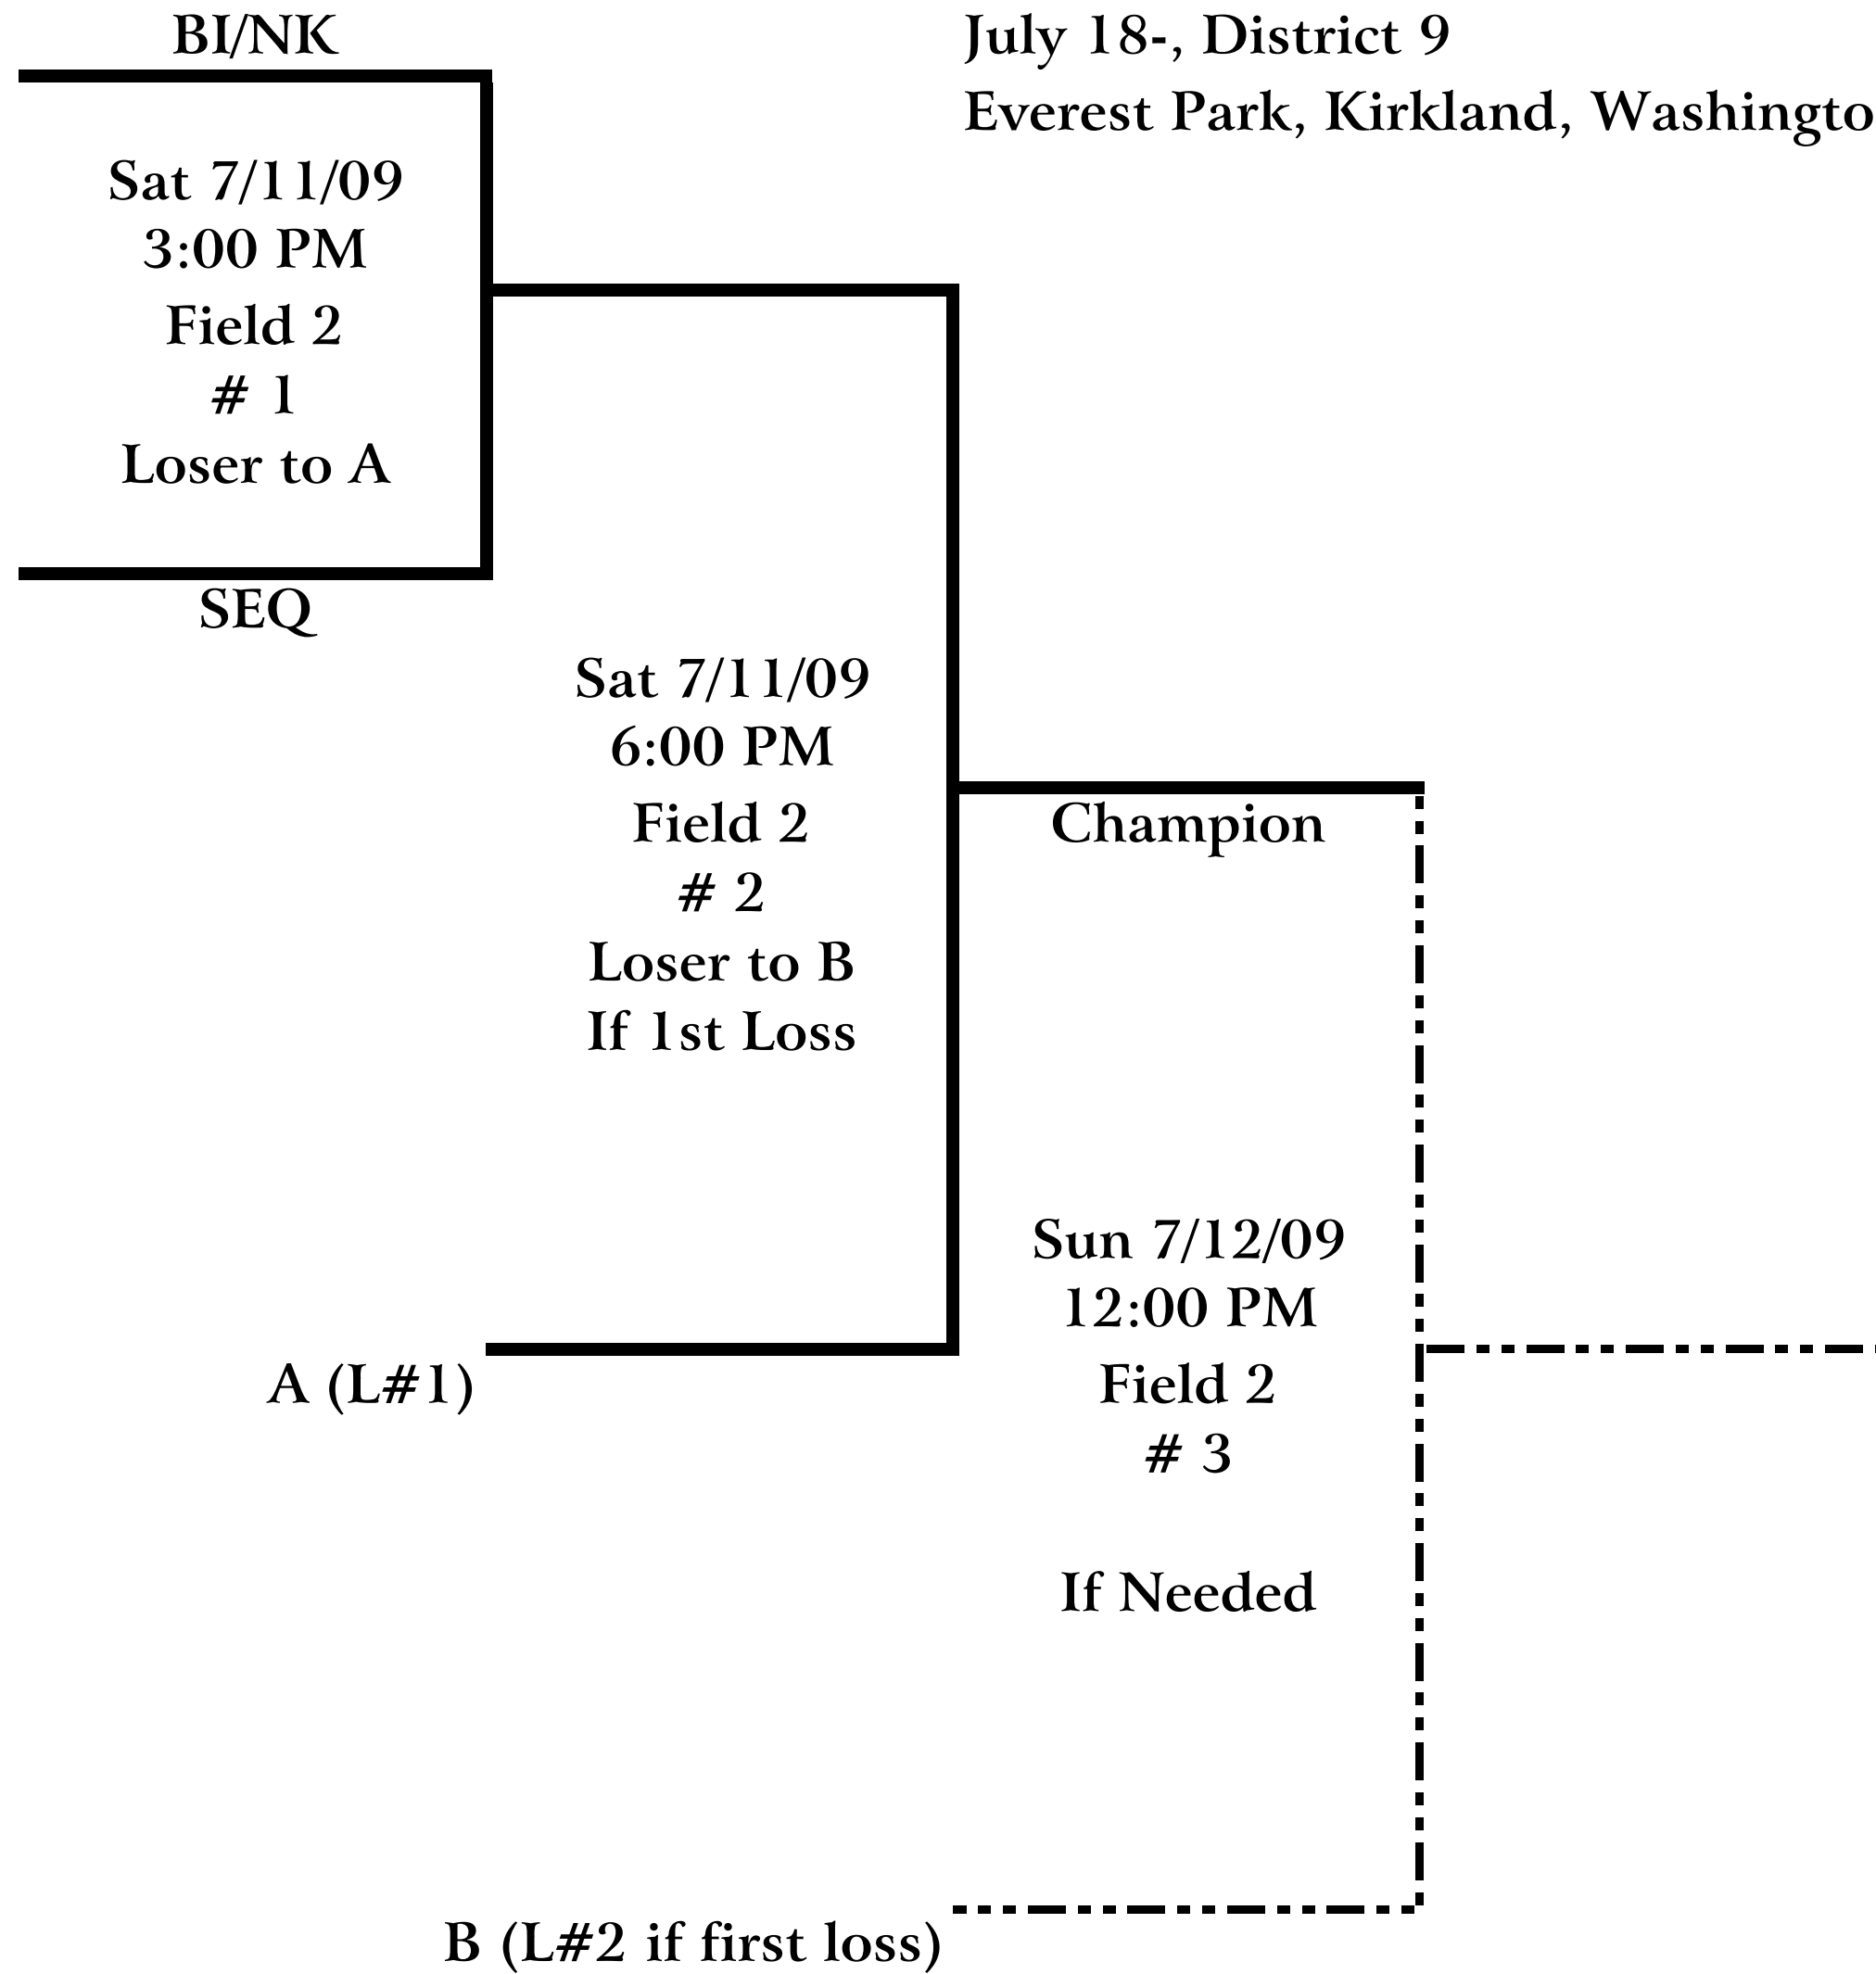 BI/NK
July 18-, District 9
Everest Park, Kirkland, Washingto
Sat 7/11/09
3:00 PM
Field 2
# 1
Loser to A
SEQ
Sat 7/11/09
6:00 PM
Field 2
# 2
Loser to B
If 1st Loss
Champion
Sun 7/12/09
12:00 PM
Field 2
# 3
If Needed
A (L#1)
B (L#2 if first loss)